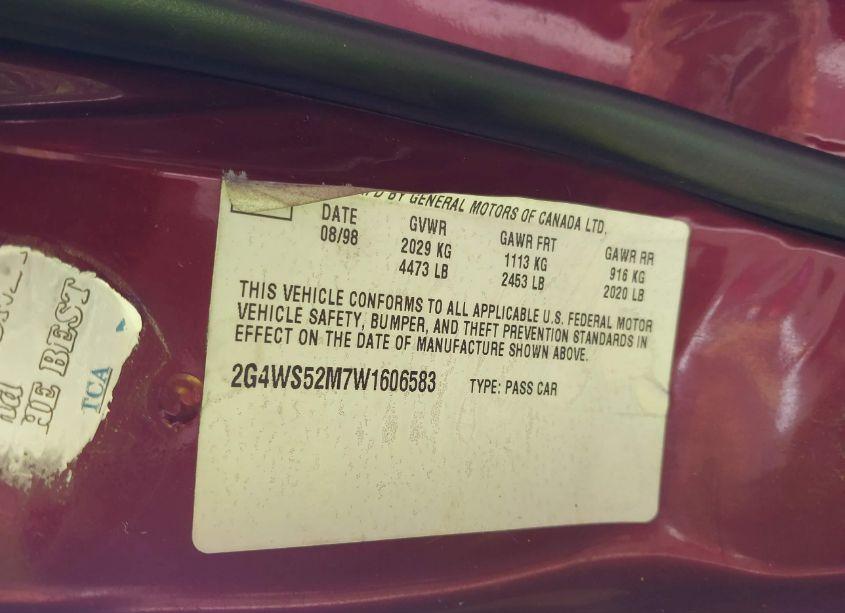 BY GENERAL MOTORS OF CANADA LTD.
DATE GVWR GAWR FRT GAWR RR
08/98 2029 KG 1113 KG 916 KG
4473 LB 2453 LB 2020 LB
THIS VEHICLE CONFORMS TO ALL APPLICABLE U.S. FEDERAL MOTOR
VEHICLE SAFETY, BUMPER, AND THEFT PREVENTION STANDARDS IN
EFFECT ON THE DATE OF MANUFACTURE SHOWN ABOVE.
2G4WS52M7W1606583 TYPE: PASS CAR
HE BEST
ICA